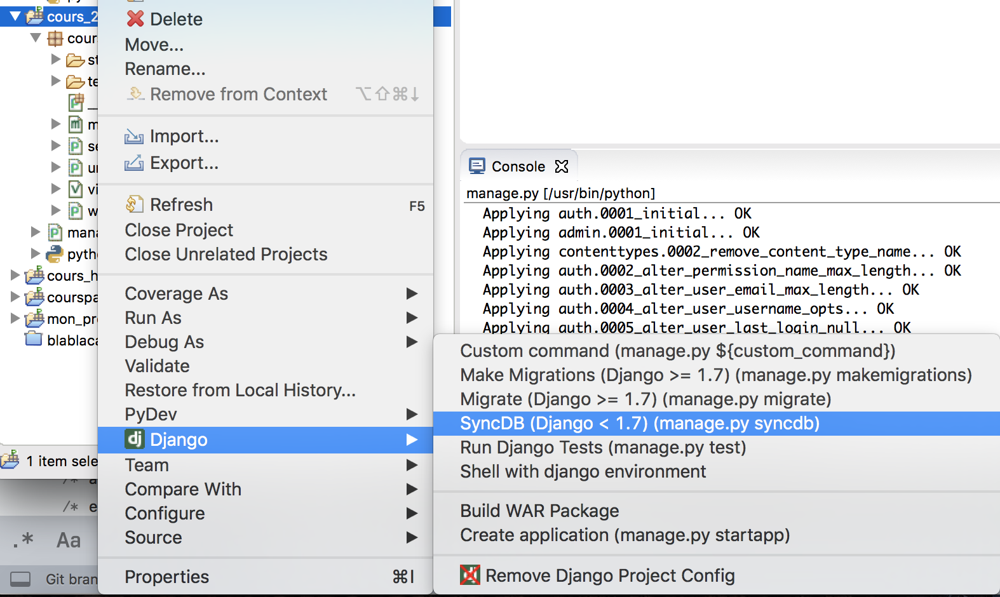 cours_2
cour
st
te
__
m
se
ur
vi
w
mana
pyth
cours_h
courspa
mon_pr
blablaca
1 item sele
/* a
/* e
.* Aa
Git bran
Delete
Move...
Rename...
Remove from Context ⌥⇧⌘↓
Import...
Export...
Refresh F5
Close Project
Close Unrelated Projects
Coverage As
Run As
Debug As
Validate
Restore from Local History...
PyDev
dj Django
Team
Compare With
Configure
Source
Properties ⌘I
Console
manage.py [/usr/bin/python]
Applying auth.0001_initial... OK
Applying admin.0001_initial... OK
Applying contenttypes.0002_remove_content_type_name... OK
Applying auth.0002_alter_permission_name_max_length... OK
Applying auth.0003_alter_user_email_max_length... OK
Applying auth.0004_alter_user_username_opts... OK
Applying auth.0005_alter_user_last_login_null... OK
Custom command (manage.py ${custom_command})
Make Migrations (Django >= 1.7) (manage.py makemigrations)
Migrate (Django >= 1.7) (manage.py migrate)
SyncDB (Django < 1.7) (manage.py syncdb)
Run Django Tests (manage.py test)
Shell with django environment
Build WAR Package
Create application (manage.py startapp)
Remove Django Project Config